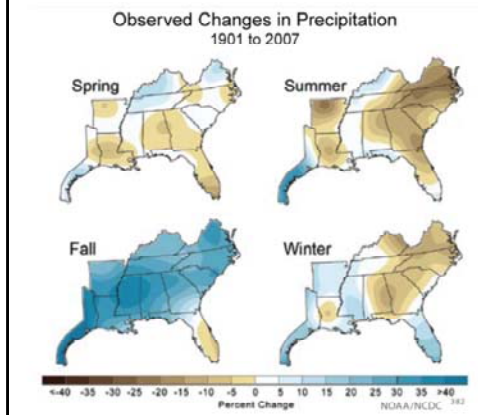 Observed Changes in Precipitation
1901 to 2007
Spring
Summer
Fall
Winter
<-40 -35 -30 -25 -20 -15 -10 -5 0 5 10 15 20 25 30 35 >40
Percent Change
NOAA/NCDC 382